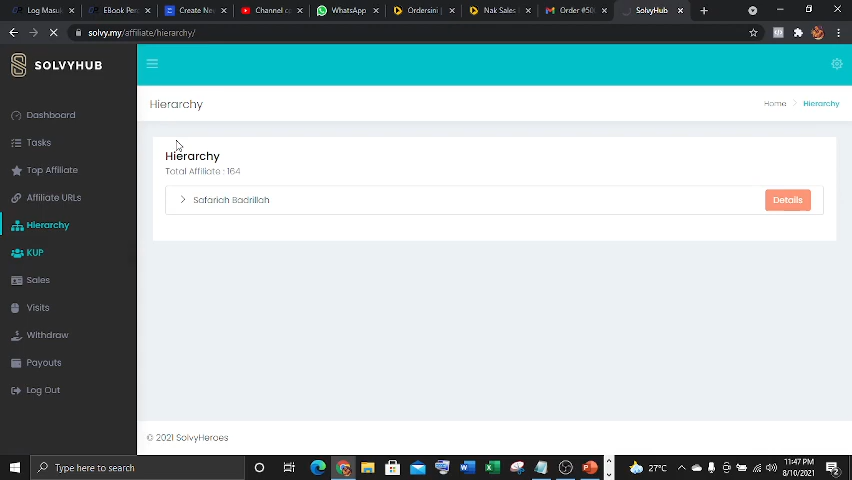 Log Masuk
EBook Per
Create Ne
Channel c
WhatsApp
Ordersini |
Nak Sales
Order #50
SolvyHub
solvy.my/affiliate/hierarchy/
SOLVYHUB
Hierarchy
Home > Hierarchy
Dashboard
Tasks
Top Affiliate
Affiliate URLs
Hierarchy
KUP
Sales
Visits
Withdraw
Payouts
Log Out
Hierarchy
Total Affiliate : 164
Safariah Badrillah
Details
© 2021 SolvyHeroes
Type here to search
27°C
11:47 PM
8/10/2021
2